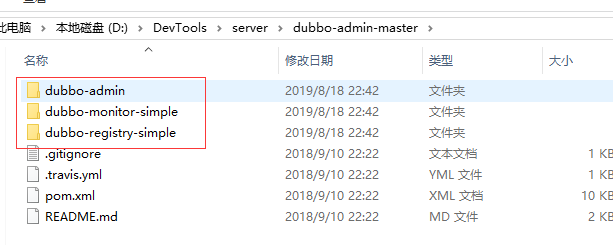 此电脑 > 本地磁盘 (D:) > DevTools > server > dubbo-admin-master >
名称 修改日期 类型 大小
dubbo-admin 2019/8/18 22:42 文件夹
dubbo-monitor-simple 2019/8/18 22:42 文件夹
dubbo-registry-simple 2019/8/18 22:42 文件夹
.gitignore 2018/9/10 22:22 文本文档 1 KB
.travis.yml 2018/9/10 22:22 YML 文件 1 KB
pom.xml 2018/9/10 22:22 XML 文档 10 KB
README.md 2018/9/10 22:22 MD 文件 2 KB